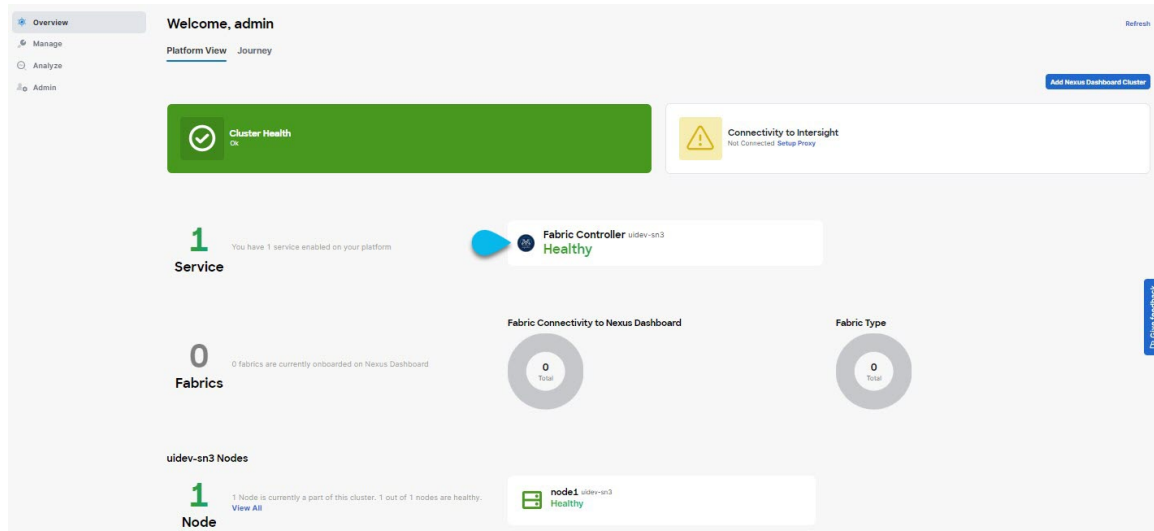 Overview
Manage
Analyze
Admin
Welcome, admin
Refresh
Platform View Journey
Add Nexus Dashboard Cluster
Cluster Health
Ok
Connectivity to Intersight
Not Connected Setup Proxy
1
Service
You have 1 service enabled on your platform
Fabric Controller uidev-sn3
Healthy
Give feedback
Fabric Connectivity to Nexus Dashboard
Fabric Type
0
Fabrics
0 fabrics are currently onboarded on Nexus Dashboard
0
Total
0
Total
uidev-sn3 Nodes
1
Node
1 Node is currently a part of this cluster. 1 out of 1 nodes are healthy.
View All
node1 uidev-sn3
Healthy